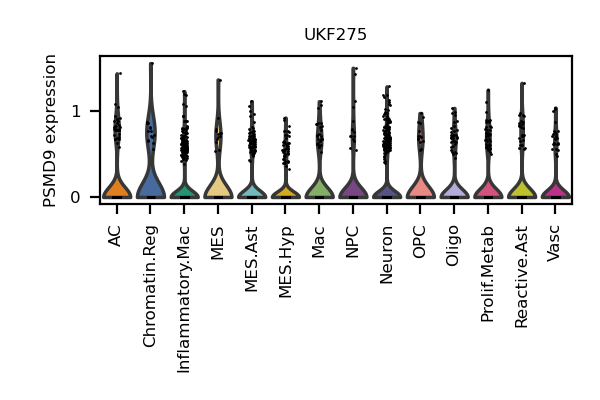 UKF275
PSMD9 expression
1
0
AC
Chromatin.Reg
Inflammatory.Mac
MES
MES.Ast
MES.Hyp
Mac
NPC
Neuron
OPC
Oligo
Prolif.Metab
Reactive.Ast
Vasc